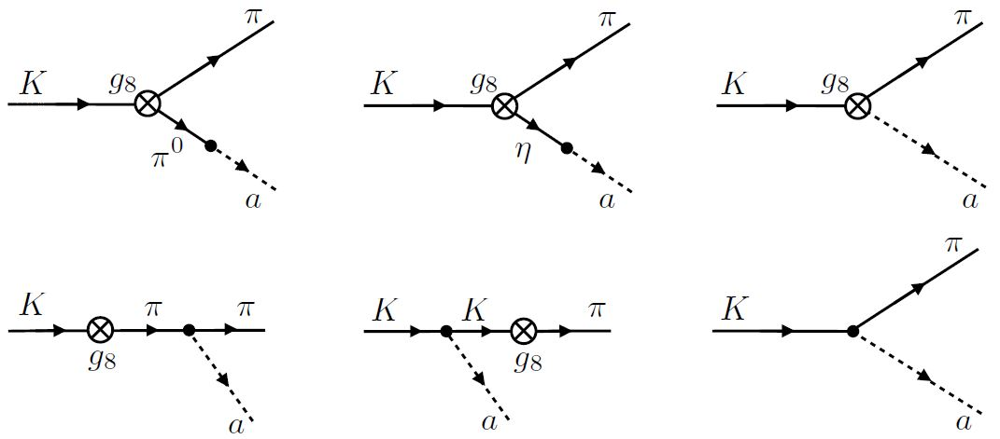 K g₈ π π⁰ a
K g₈ π η a
K g₈ π a
K g₈ π π a
K K g₈ π a
K π a